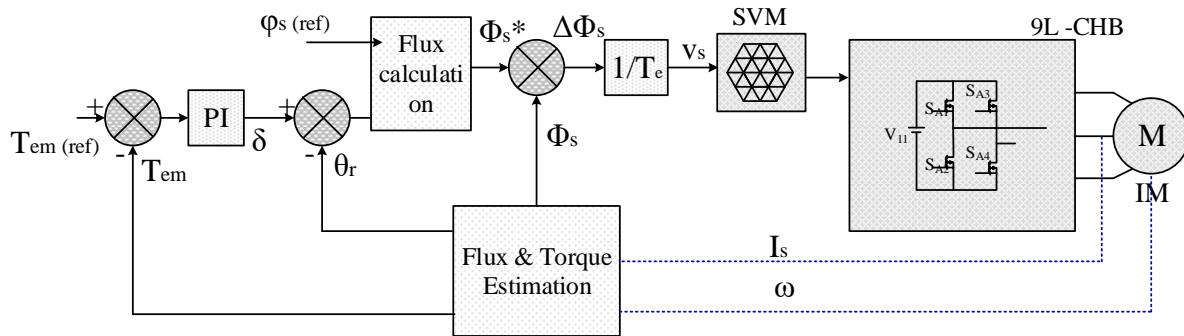 φs (ref)
Flux
calculati
on
Φs*
ΔΦs
1/Te
vs
SVM
9L -CHB
SA1
SA3
V11
SA2
SA4
M
IM
+
Tem (ref)
-
Tem
PI
δ
+
-
θr
Φs
Flux & Torque
Estimation
Is
ω